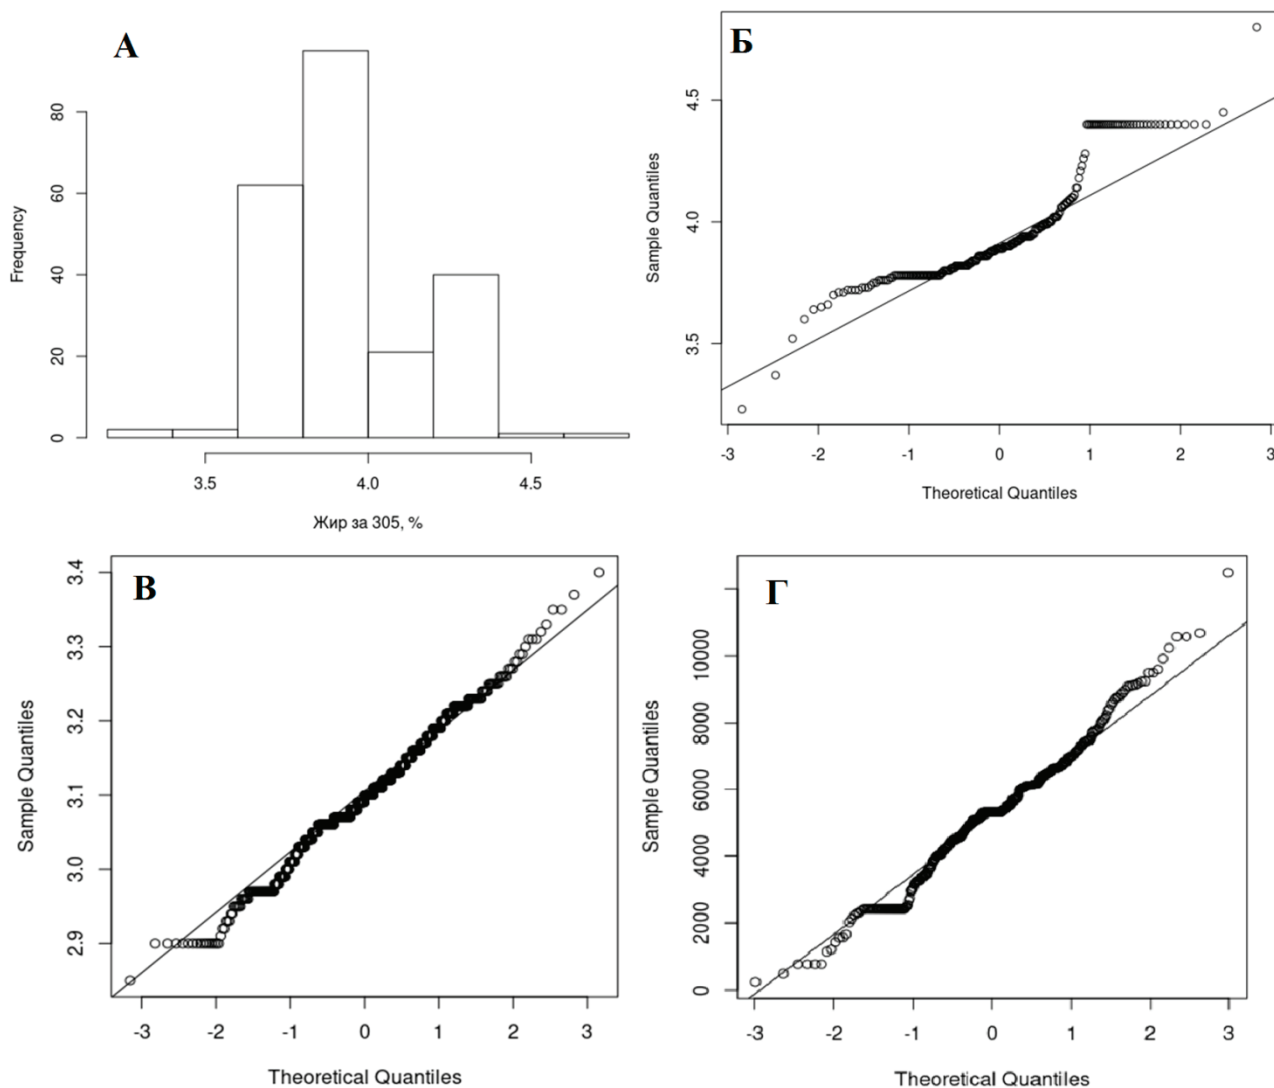 А
Frequency
80
60
40
20
0
3.5 4.0 4.5
Жир за 305, %
Б
Sample Quantiles
4.5
4.0
3.5
-3 -2 -1 0 1 2 3
Theoretical Quantiles
В
Sample Quantiles
3.4
3.3
3.2
3.1
3.0
2.9
-3 -2 -1 0 1 2 3
Theoretical Quantiles
Г
Sample Quantiles
10000
8000
6000
4000
2000
0
-3 -2 -1 0 1 2 3
Theoretical Quantiles